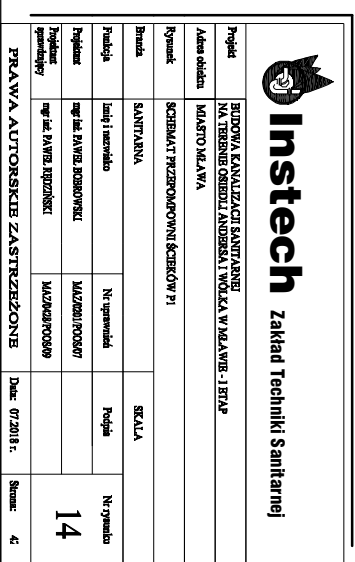 Instech Zakład Techniki Sanitarnej
Projekt BUDOWA KANALIZACJI SANITARNEJ
NA TERENIE OSIEDLI ANDERSA I WÓLKA W MŁAWIE - I ETAP
Adres obiektu MIASTO MŁAWA
Rysunek SCHEMAT PRZEPOMPOWNI ŚCIEKÓW P1
Branża SANITARNA SKALA
Funkcja Imię i nazwisko Nr uprawnień Podpis Nr rysunku
Projektant mgr inż. PAWEŁ BOBROWSKI MAZ/0261/POOS/07
14
Projektant
sprawdzający mgr inż. PAWEŁ RĘDZIŃSKI MAZ/0428/POOS/09
PRAWA AUTORSKIE ZASTRZEŻONE Data: 07.2018 r. Strona: